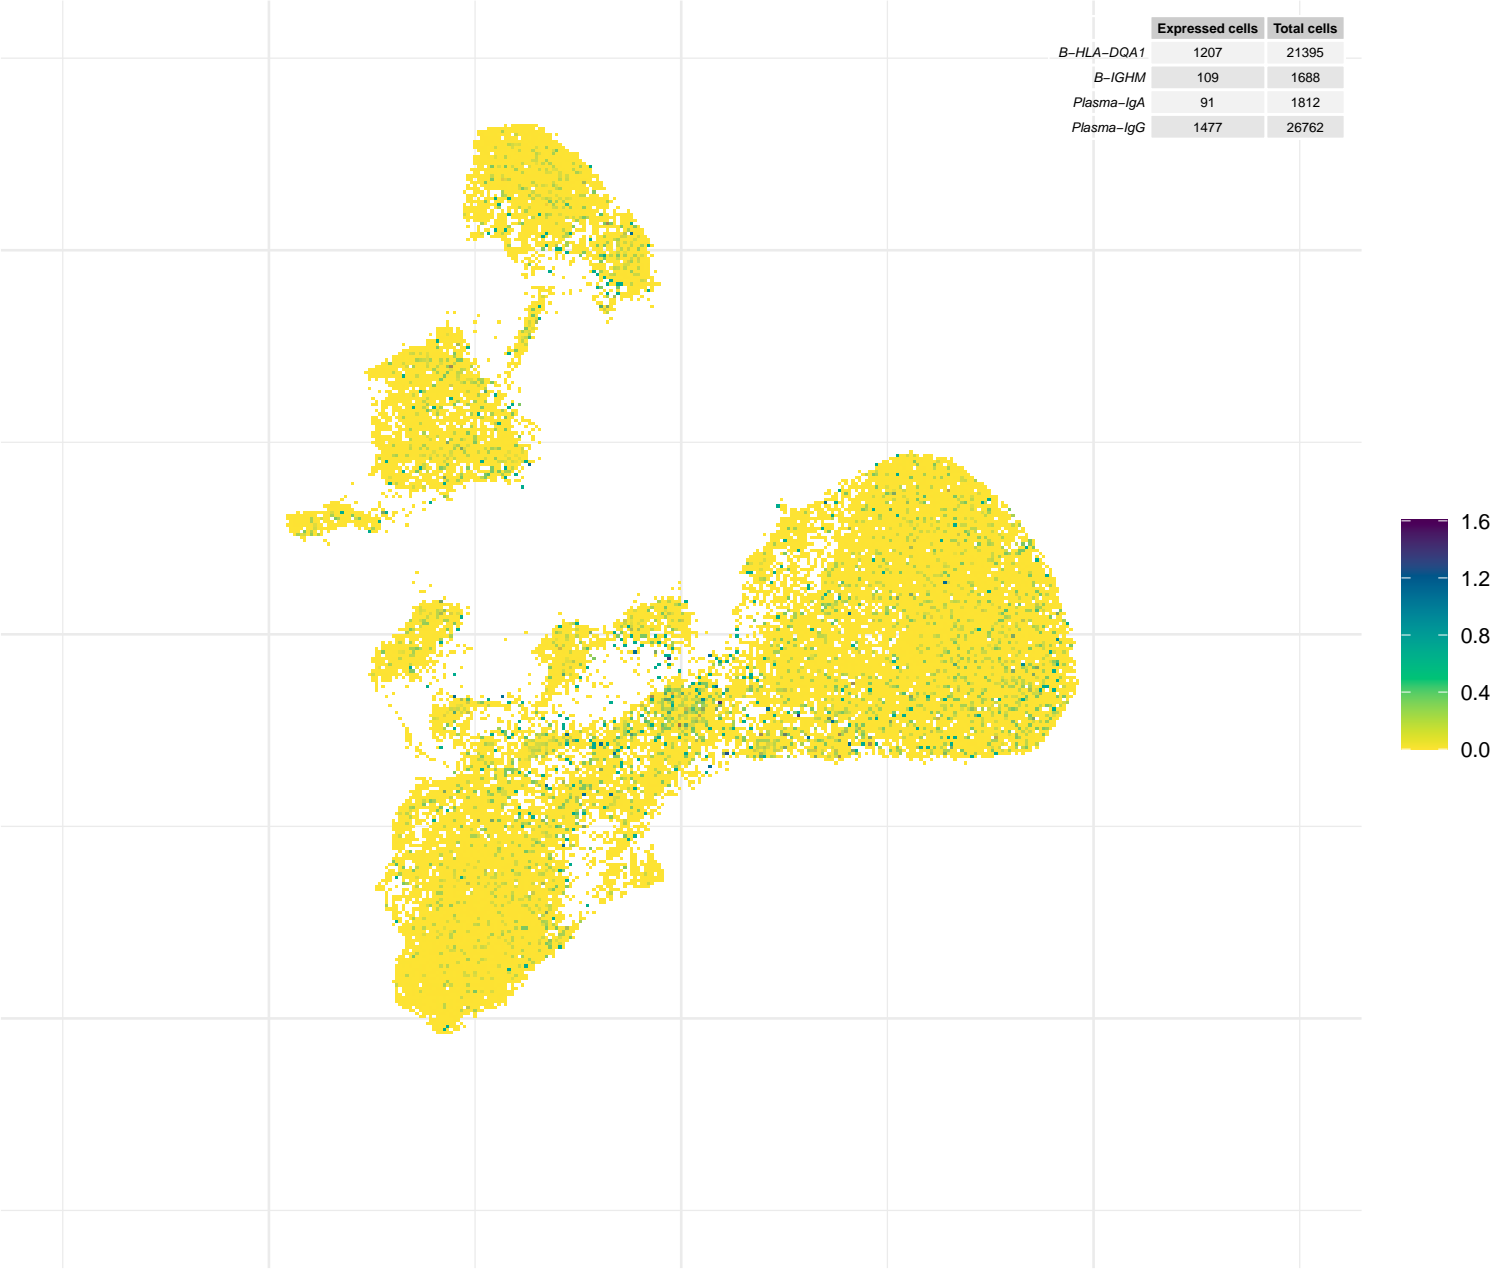 Expressed cells Total cells
B−HLA−DQA1 1207 21395
B−IGHM 109 1688
Plasma−IgA 91 1812
Plasma−IgG 1477 26762
1.6
1.2
0.8
0.4
0.0